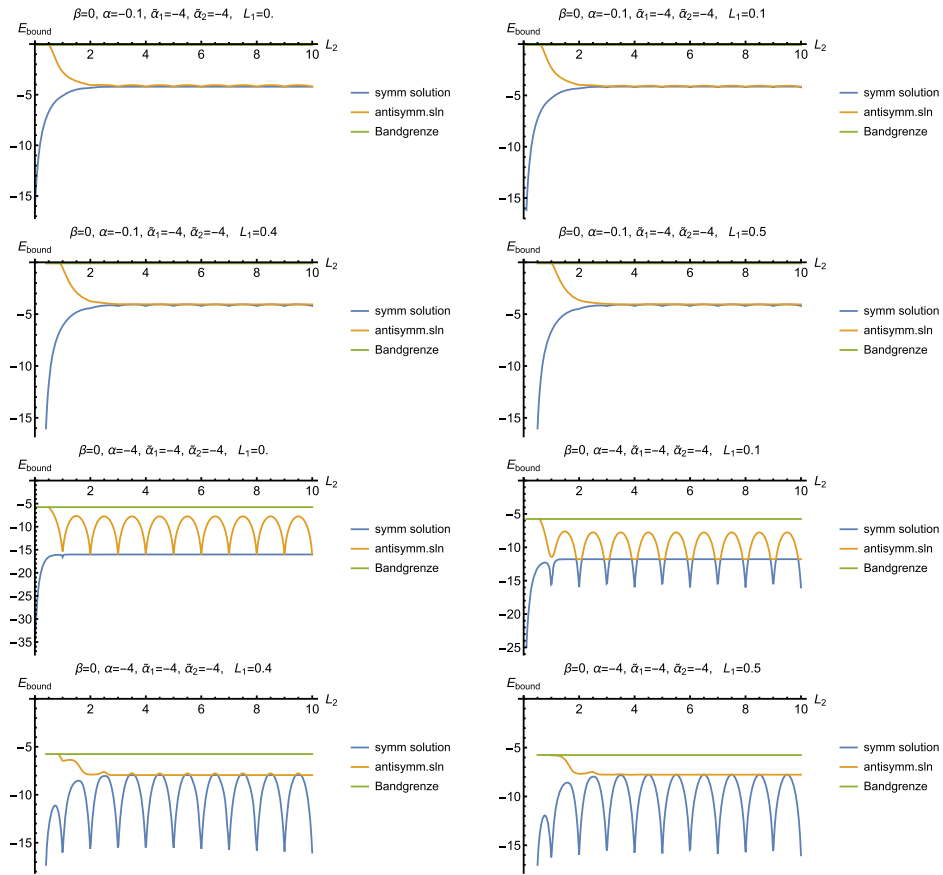 β=0, α=−0.1, α̃₁=−4, α̃₂=−4, L₁=0.
E_bound
2 4 6 8 10 L₂
−5
−10
−15
symm solution
antisymm.sln
Bandgrenze
β=0, α=−0.1, α̃₁=−4, α̃₂=−4, L₁=0.1
E_bound
2 4 6 8 10 L₂
−5
−10
−15
symm solution
antisymm.sln
Bandgrenze
β=0, α=−0.1, α̃₁=−4, α̃₂=−4, L₁=0.4
E_bound
2 4 6 8 10 L₂
−5
−10
−15
symm solution
antisymm.sln
Bandgrenze
β=0, α=−0.1, α̃₁=−4, α̃₂=−4, L₁=0.5
E_bound
2 4 6 8 10 L₂
−5
−10
−15
symm solution
antisymm.sln
Bandgrenze
β=0, α=−4, α̃₁=−4, α̃₂=−4, L₁=0.
E_bound
2 4 6 8 10 L₂
−5
−10
−15
−20
−25
−30
−35
symm solution
antisymm.sln
Bandgrenze
β=0, α=−4, α̃₁=−4, α̃₂=−4, L₁=0.1
E_bound
2 4 6 8 10 L₂
−5
−10
−15
−20
−25
symm solution
antisymm.sln
Bandgrenze
β=0, α=−4, α̃₁=−4, α̃₂=−4, L₁=0.4
E_bound
2 4 6 8 10 L₂
−5
−10
−15
symm solution
antisymm.sln
Bandgrenze
β=0, α=−4, α̃₁=−4, α̃₂=−4, L₁=0.5
E_bound
2 4 6 8 10 L₂
−5
−10
−15
symm solution
antisymm.sln
Bandgrenze